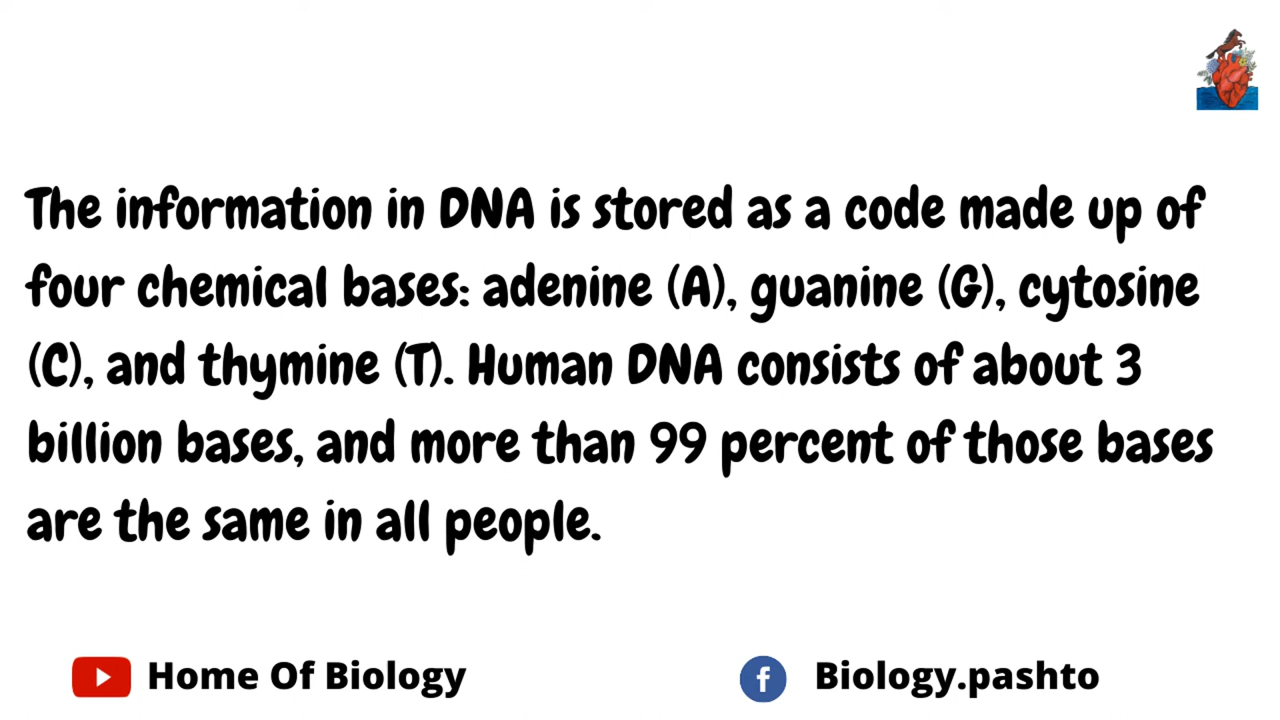 The information in DNA is stored as a code made up of
four chemical bases: adenine (A), guanine (G), cytosine
(C), and thymine (T). Human DNA consists of about 3
billion bases, and more than 99 percent of those bases
are the same in all people.
Home Of Biology
Biology.pashto